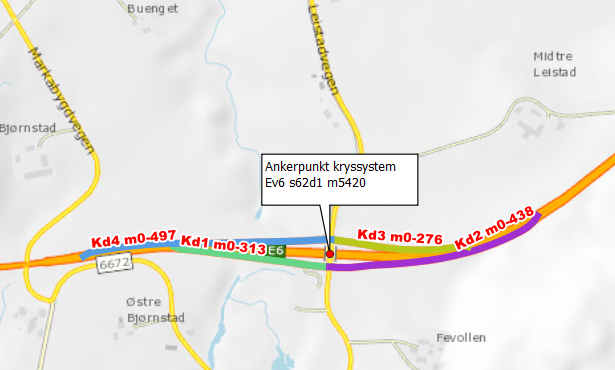 Buenget
Leistadvegen
Markabygdvegen
Midtre
Leistad
Bjørnstad
Ankerpunkt kryssystem
Ev6 s62d1 m5420
Kd4 m0-497
Kd1 m0-313
E6
Kd3 m0-276
Kd2 m0-438
6672
Østre
Bjørnstad
Fevollen